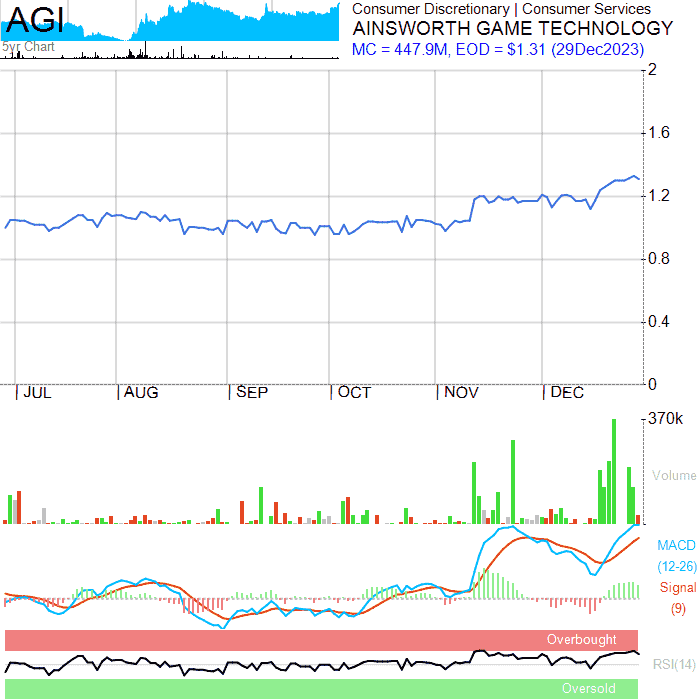 AGI
5yr Chart
Consumer Discretionary | Consumer Services
AINSWORTH GAME TECHNOLOGY
MC = 447.9M, EOD = $1.31 (29Dec2023)
2
1.6
1.2
0.8
0.4
0
JUL AUG SEP OCT NOV DEC
370k
Volume
MACD
(12-26)
Signal
(9)
Overbought
RSI(14)
Oversold